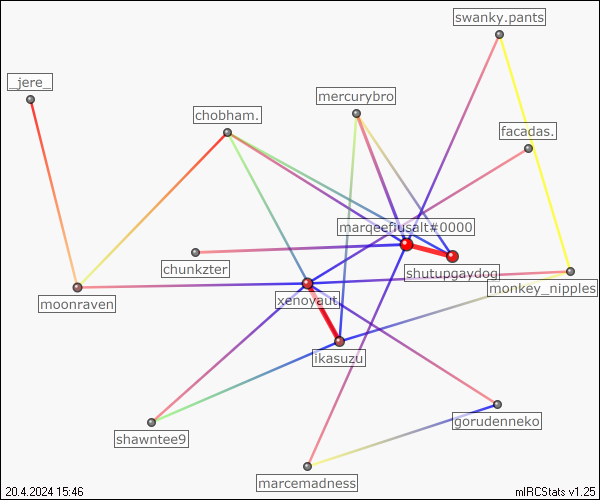 swanky.pants
_jere_
mercurybro
chobham.
facadas.
marqeefiusalt#0000
chunkzter
shutupgaydog
monkey_nipples
moonraven
xenoyaut
ikasuzu
gorudenneko
shawntee9
marcemadness
20.4.2024 15:46
mIRCStats v1.25